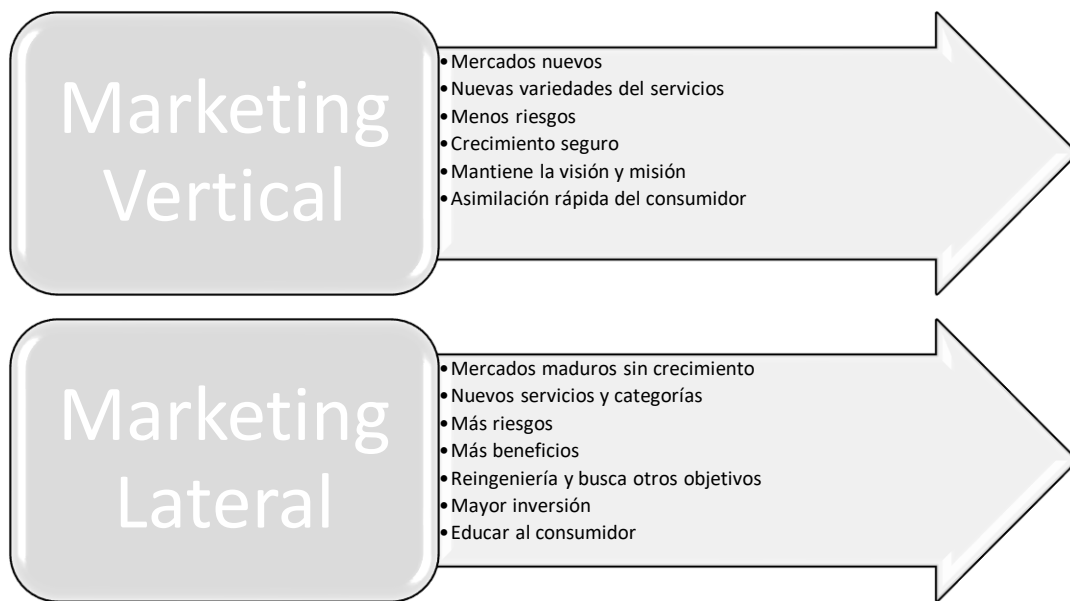 Marketing
Vertical
•Mercados nuevos
•Nuevas variedades del servicios
•Menos riesgos
•Crecimiento seguro
•Mantiene la visión y misión
•Asimilación rápida del consumidor
Marketing
Lateral
•Mercados maduros sin crecimiento
•Nuevos servicios y categorías
•Más riesgos
•Más beneficios
•Reingeniería y busca otros objetivos
•Mayor inversión
•Educar al consumidor